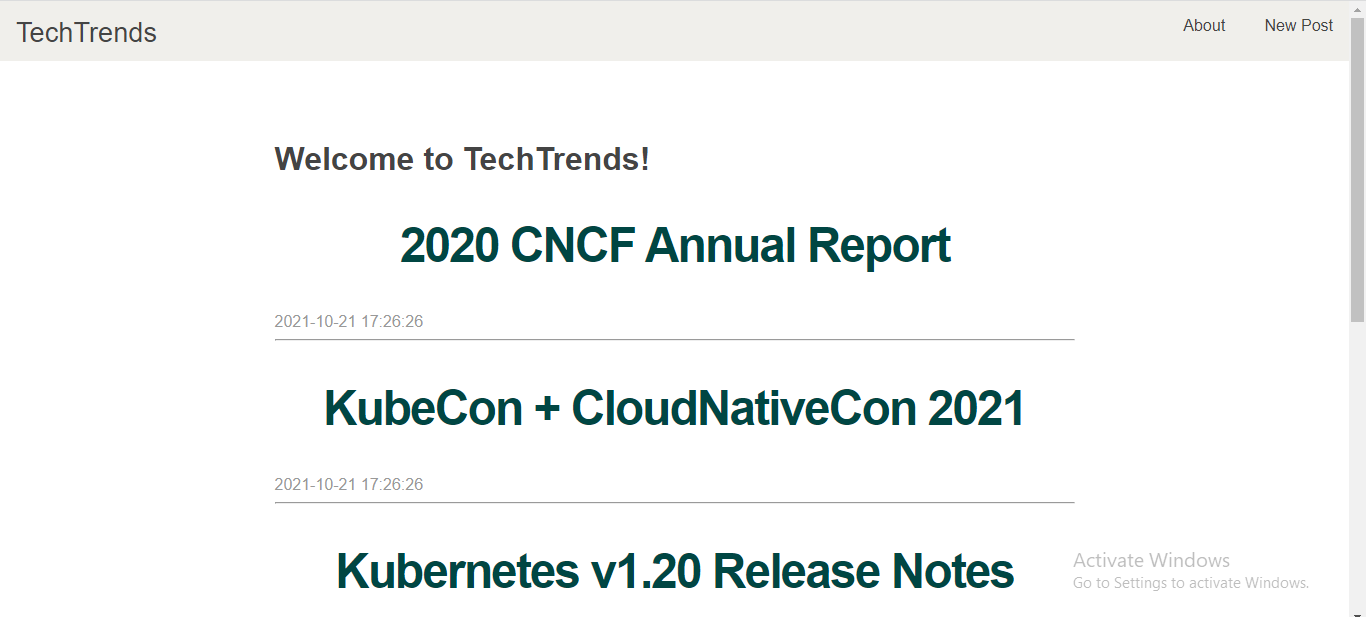 TechTrends
About
New Post
Welcome to TechTrends!
2020 CNCF Annual Report
2021-10-21 17:26:26
KubeCon + CloudNativeCon 2021
2021-10-21 17:26:26
Kubernetes v1.20 Release Notes
Activate Windows
Go to Settings to activate Windows.